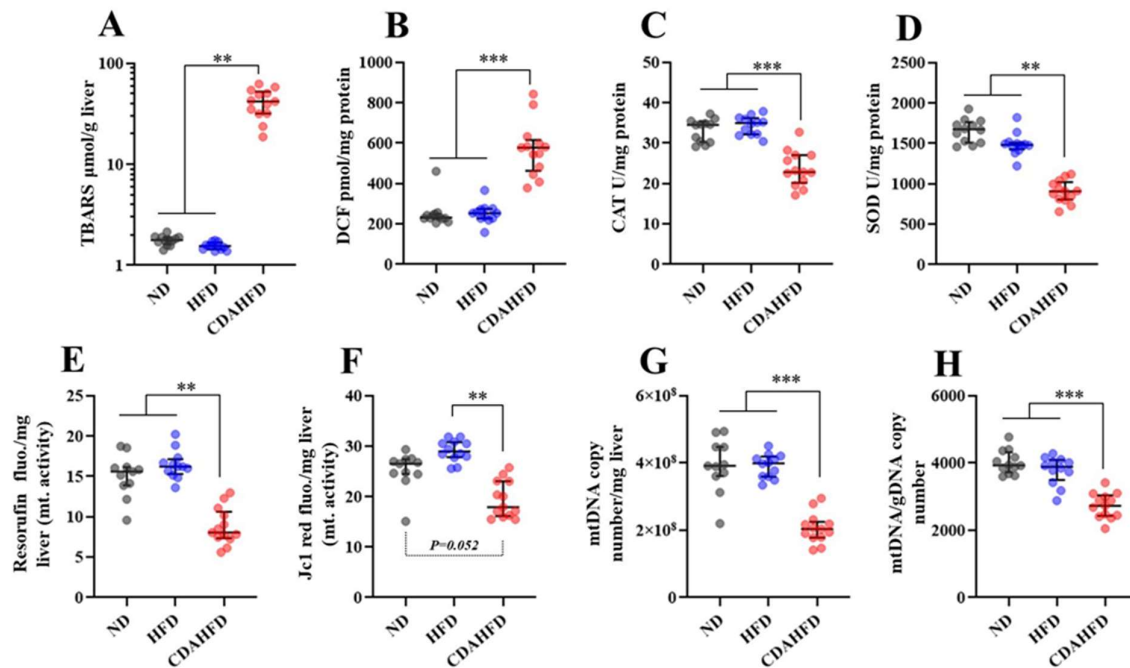 A
TBARS μmol/g liver
100
10
1
**
ND
HFD
CDAHFD
B
DCF pmol/mg protein
1000
800
600
400
200
0
***
ND
HFD
CDAHFD
C
CAT U/mg protein
50
40
30
20
10
0
***
ND
HFD
CDAHFD
D
SOD U/mg protein
2500
2000
1500
1000
500
0
**
ND
HFD
CDAHFD
E
Resorufin fluo./mg
liver (mt. activity)
25
20
15
10
5
0
**
ND
HFD
CDAHFD
F
Jc1 red fluo/mg liver
(mt. activity)
40
30
20
10
0
**
P=0.052
ND
HFD
CDAHFD
G
mtDNA copy
number/mg liver
6×10⁸
4×10⁸
2×10⁸
0
***
ND
HFD
CDAHFD
H
mtDNA/gDNA copy
number
6000
4000
2000
0
***
ND
HFD
CDAHFD